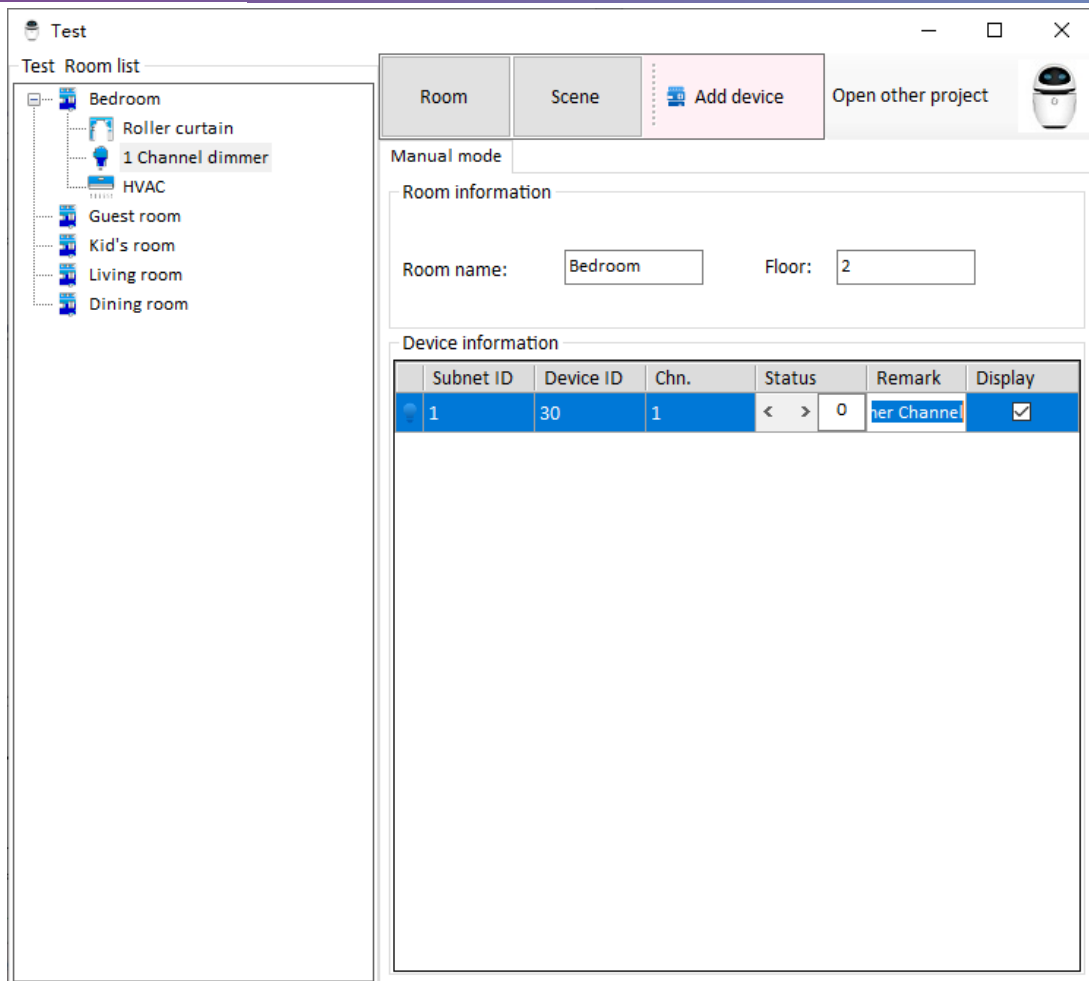 Test
Test Room list
Bedroom
Roller curtain
1 Channel dimmer
HVAC
Guest room
Kid's room
Living room
Dining room
Room
Scene
Add device
Open other project
Manual mode
Room information
Room name: Bedroom Floor: 2
Device information
Subnet ID Device ID Chn. Status Remark Display
1 30 1 < > 0 Channel